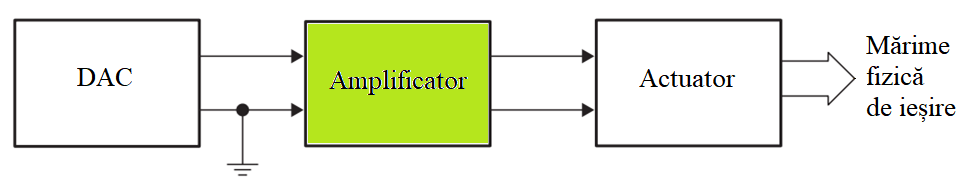 DAC
Amplificator
Actuator
Mărime
fizică
de ieșire